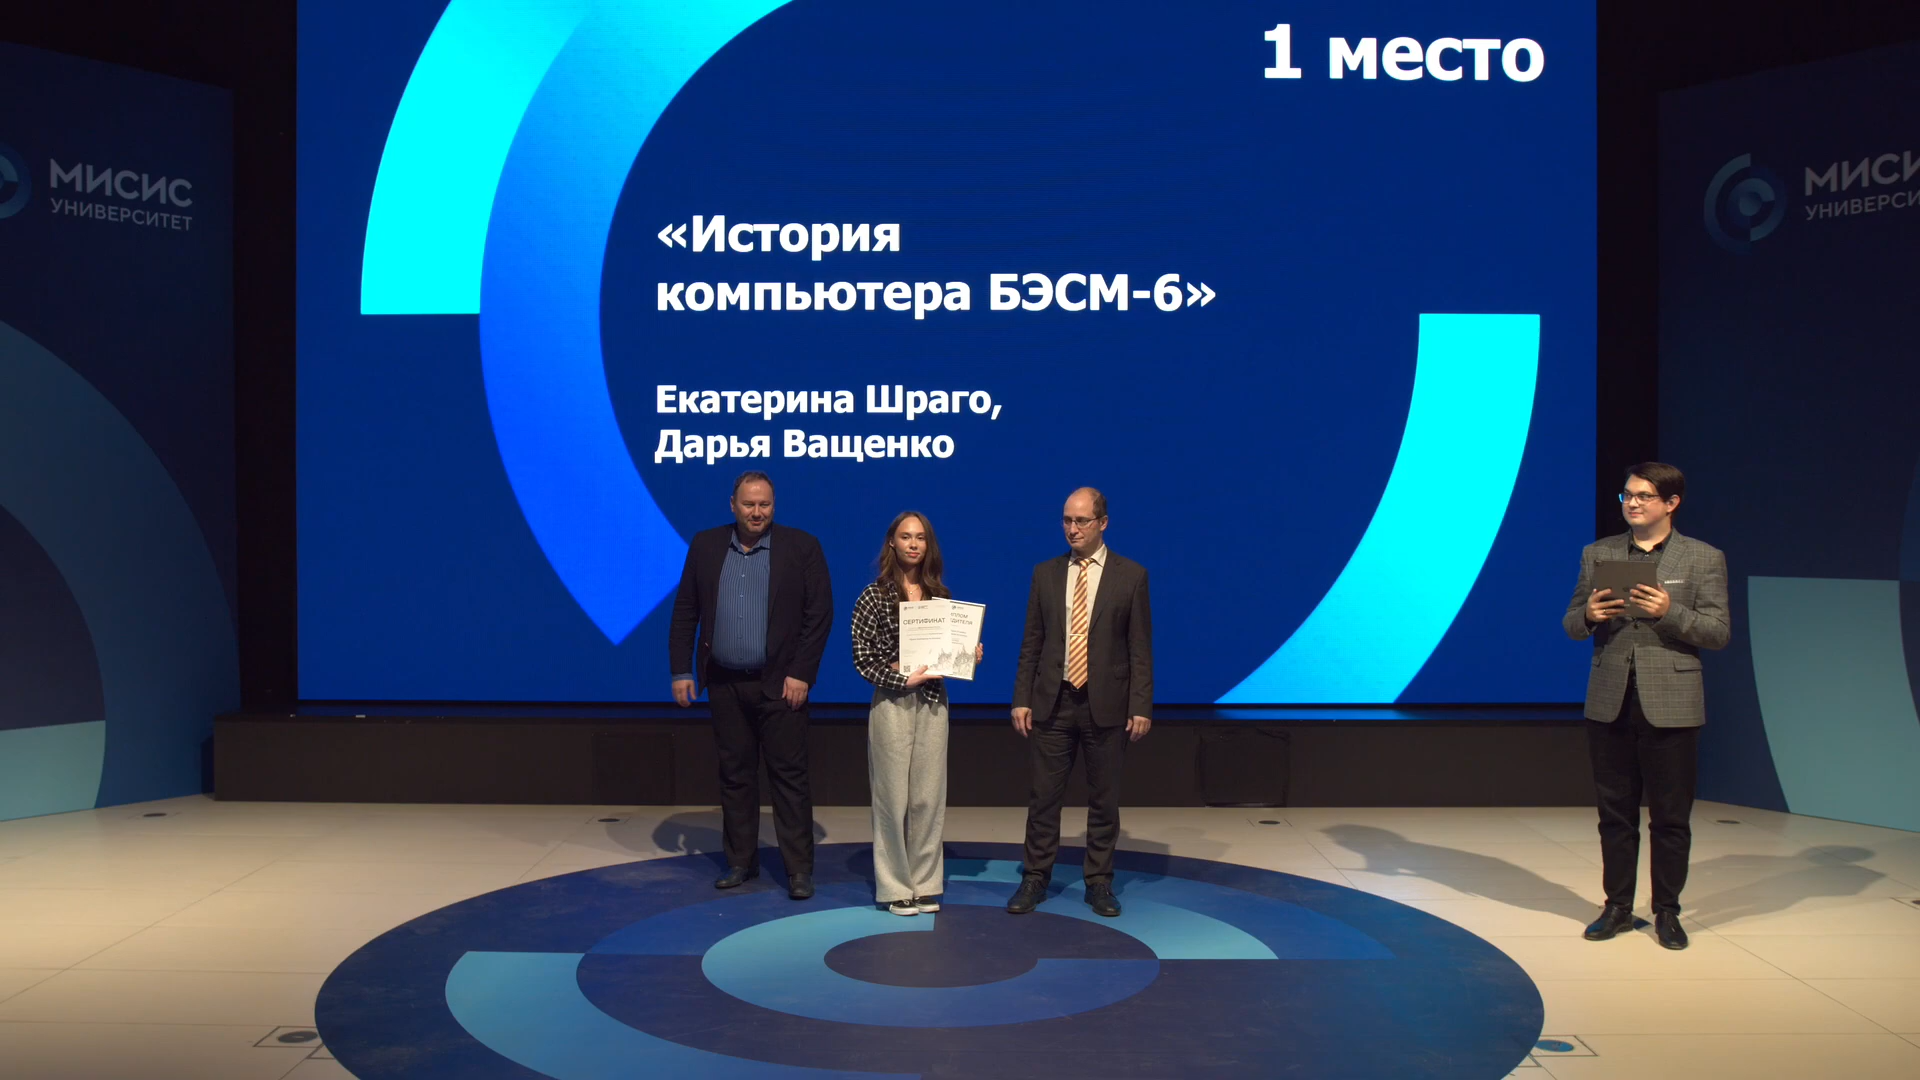 1 место
МИСИС
УНИВЕРСИТЕТ
«История
компьютера БЭСМ-6»
Екатерина Шраго,
Дарья Ващенко
СЕРТИФИКАТ